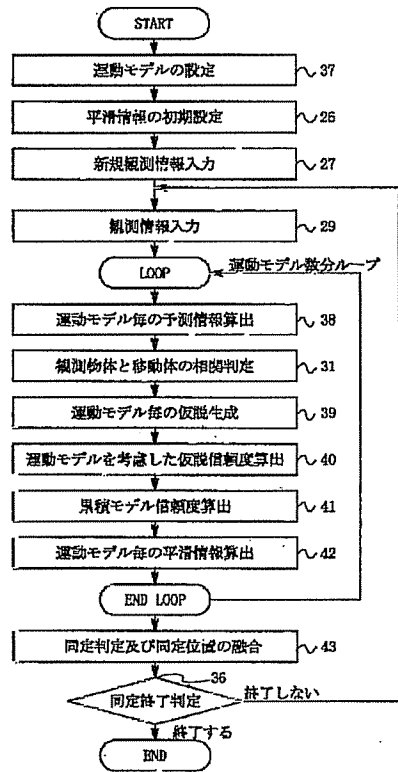 START
運動モデルの設定 37
平滑情報の初期設定 26
新規観測情報入力 27
観測情報入力 29
LOOP 運動モデル数分ループ
運動モデル毎の予測情報算出 38
観測物体と移動体の相関判定 31
運動モデル毎の仮説生成 39
運動モデルを考慮した仮説信頼度算出 40
累積モデル信頼度算出 41
運動モデル毎の平滑情報算出 42
END LOOP
同定判定及び同定位置の融合 43
36
同定終了判定 終了しない
終了する
END